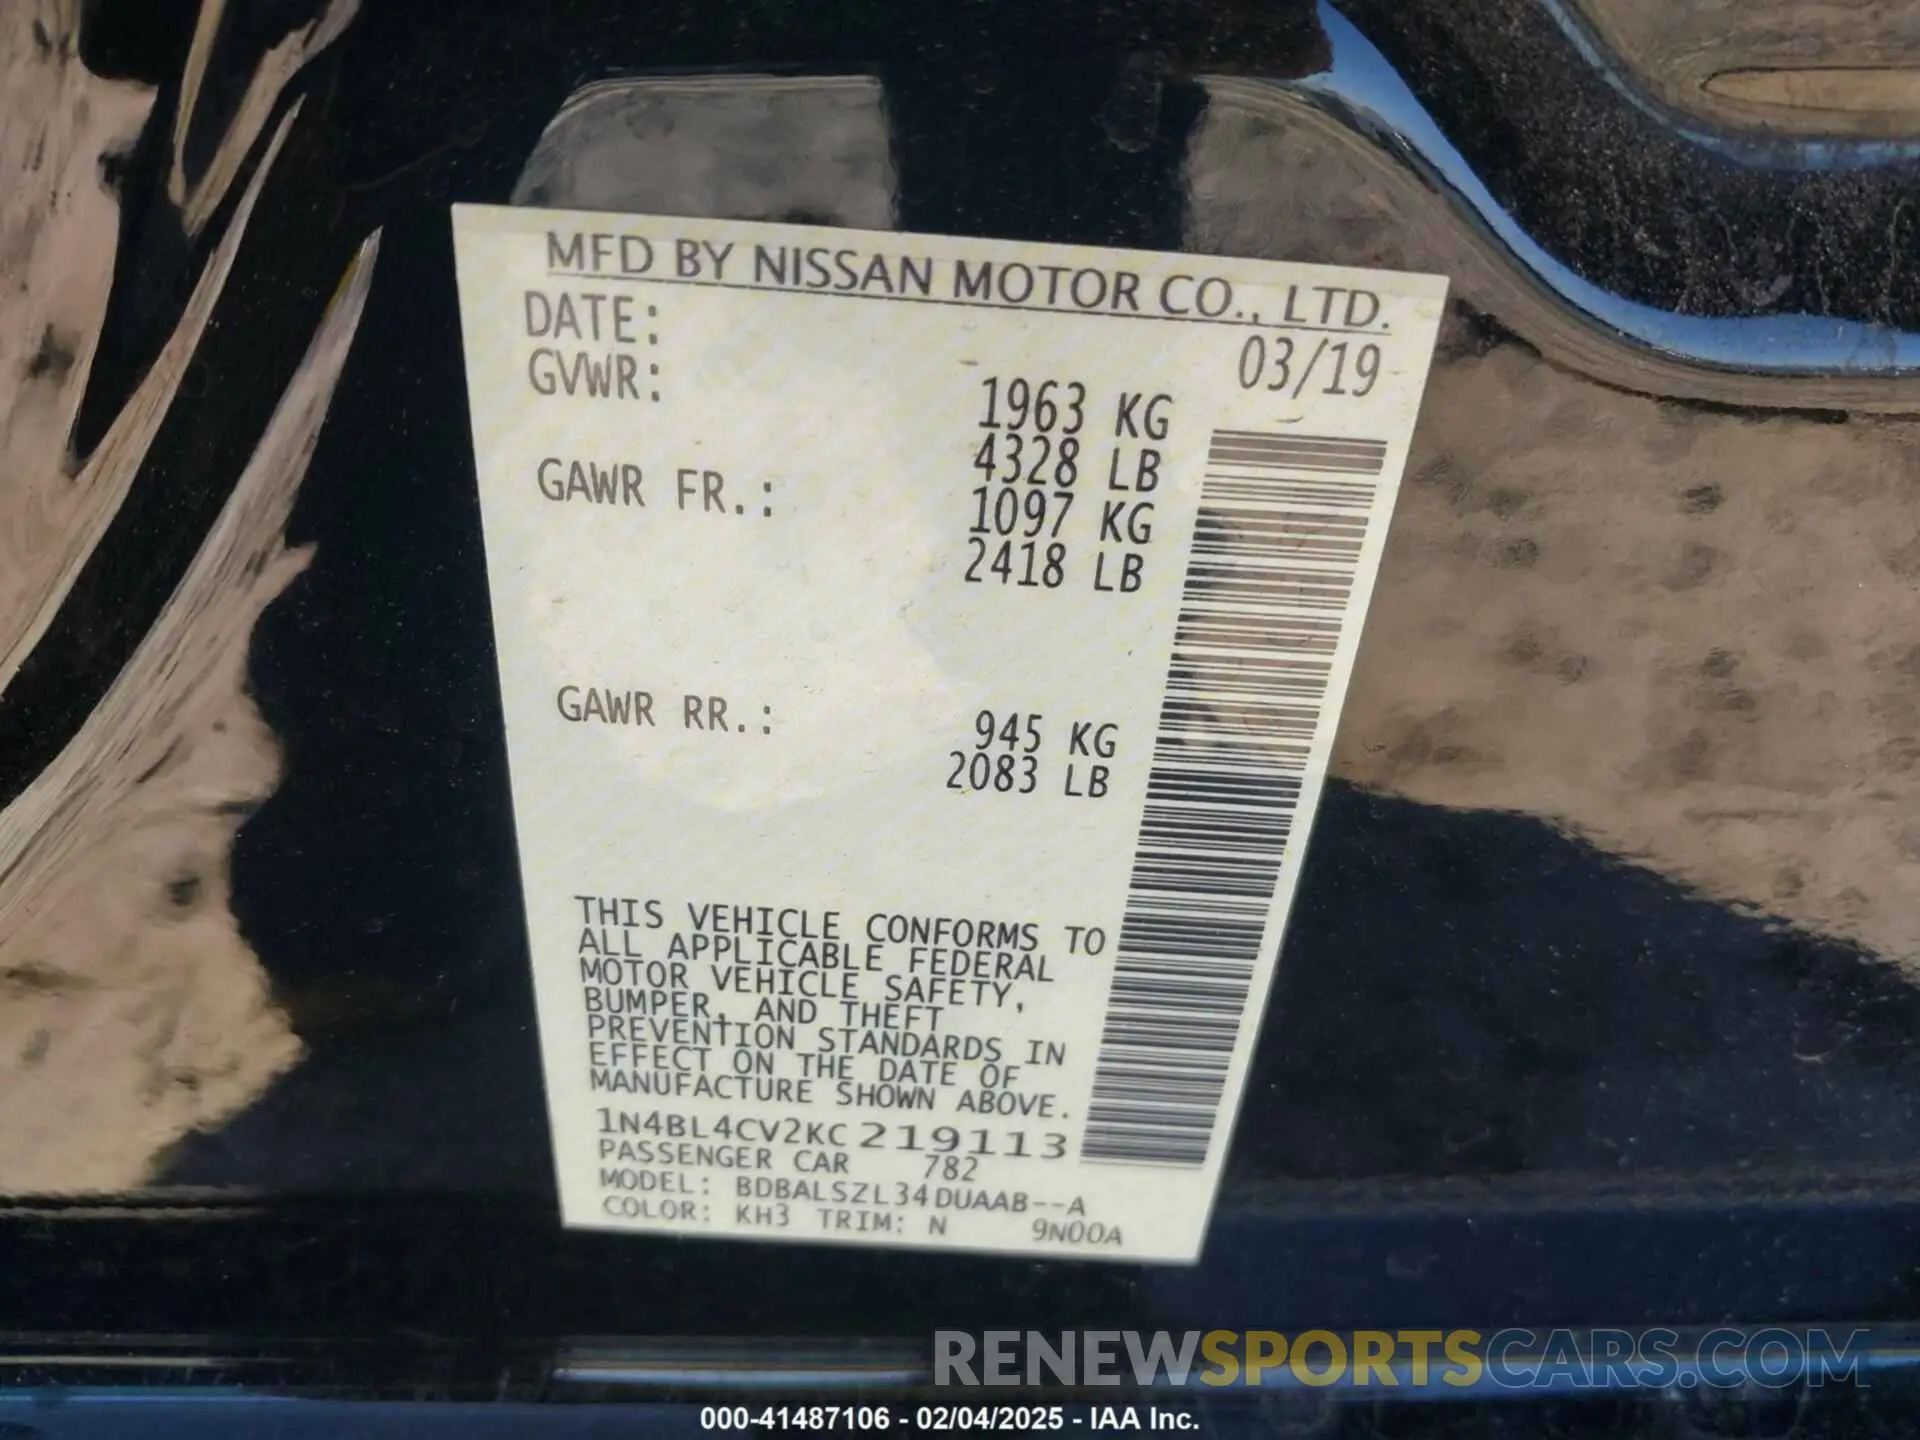 MFD BY NISSAN MOTOR CO., LTD.
DATE: 03/19
GVWR: 1963 KG
4328 LB
GAWR FR.: 1097 KG
2418 LB
GAWR RR.: 945 KG
2083 LB
THIS VEHICLE CONFORMS TO
ALL APPLICABLE FEDERAL
MOTOR VEHICLE SAFETY,
BUMPER, AND THEFT
PREVENTION STANDARDS IN
EFFECT ON THE DATE OF
MANUFACTURE SHOWN ABOVE.
1N4BL4CV2KC219113
PASSENGER CAR 782
MODEL: BDBALSZL34DUAAB--A
COLOR: KH3 TRIM: N 9N00A
RENEWSPORTSCARS.COM
000-41487106 - 02/04/2025 - IAA Inc.